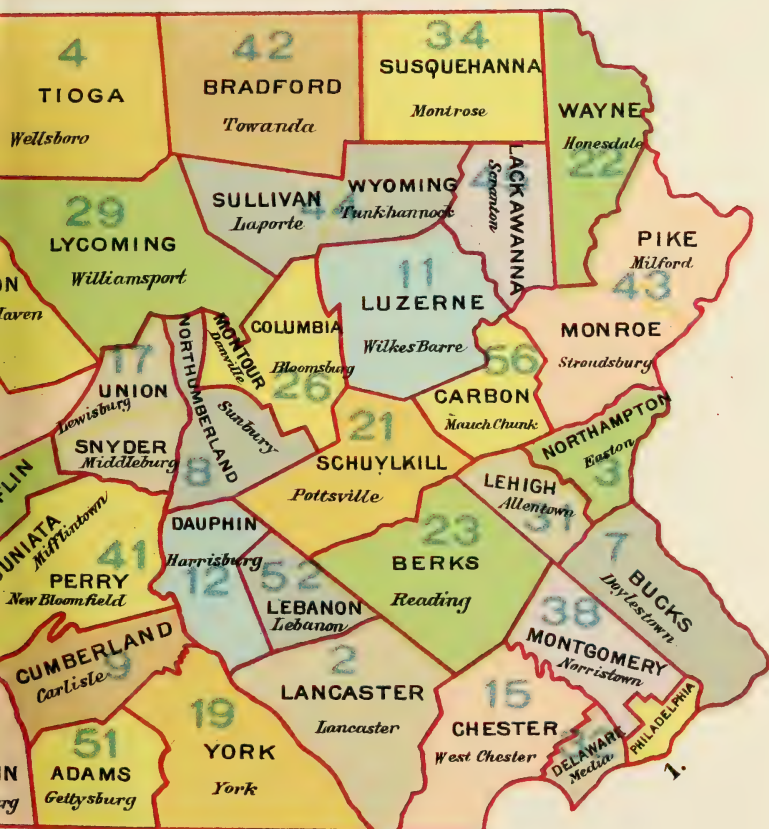 4
TIOGA
Wellsboro
42
BRADFORD
Towanda
34
SUSQUEHANNA
Montrose
WAYNE
Honesdale
22
29
LYCOMING
Williamsport
SULLIVAN
Laporte
44
WYOMING
Tunkhannock
LACKAWANNA
Scranton
PIKE
Milford
43
MONROE
Stroudsburg
11
LUZERNE
Wilkes Barre
COLUMBIA
Bloomsburg
26
MONTOUR
Danville
NORTHUMBERLAND
Sunbury
8
17
UNION
Lewisburg
SNYDER
Middleburg
56
CARBON
Mauch Chunk
21
SCHUYLKILL
Pottsville
NORTHAMPTON
Easton
3
LEHIGH
Allentown
31
7
BUCKS
Doylestown
DAUPHIN
Harrisburg
12
52
LEBANON
Lebanon
23
BERKS
Reading
Mifflintown
41
PERRY
New Bloomfield
38
MONTGOMERY
Norristown
CUMBERLAND
Carlisle
9
2
LANCASTER
Lancaster
15
CHESTER
West Chester
DELAWARE
Media
PHILADELPHIA
1.
19
YORK
York
51
ADAMS
Gettysburg